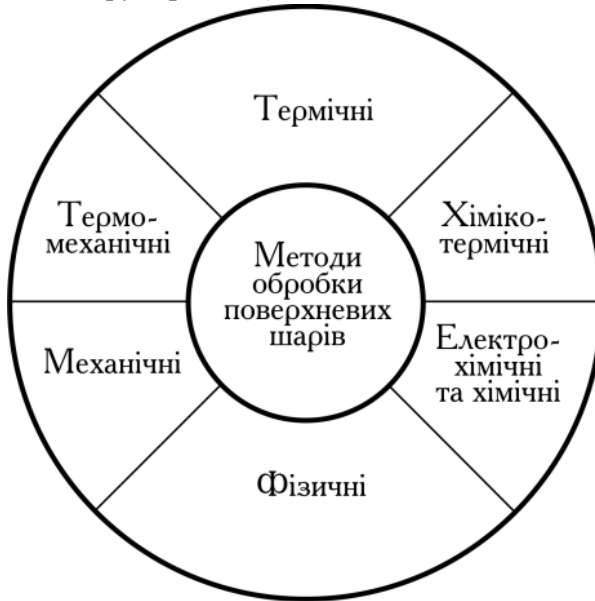 Термічні
Термо-
механічні
Хіміко-
термічні
Методи
обробки
поверхневих
шарів
Механічні
Електро-
хімічні
та хімічні
Фізичні